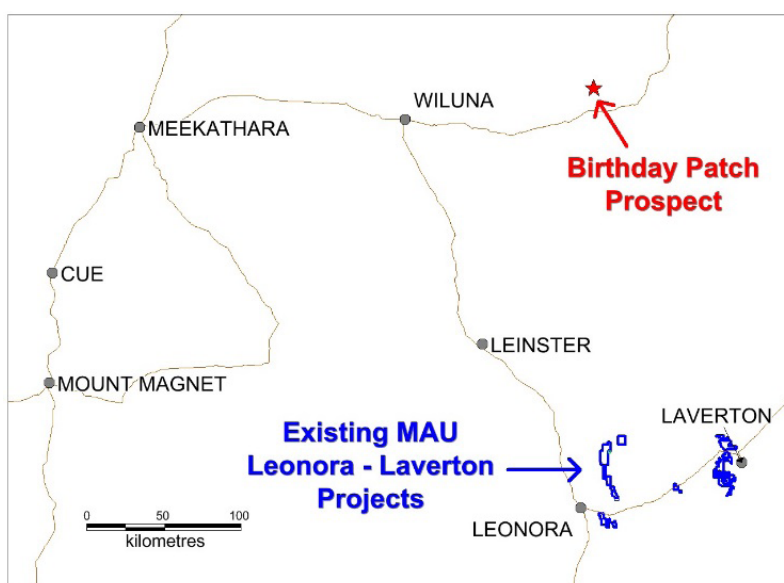 WILUNA
MEEKATHARA
Birthday Patch
Prospect
CUE
LEINSTER
MOUNT MAGNET
LAVERTON
Existing MAU
Leonora - Laverton
Projects
LEONORA
0 50 100
kilometres